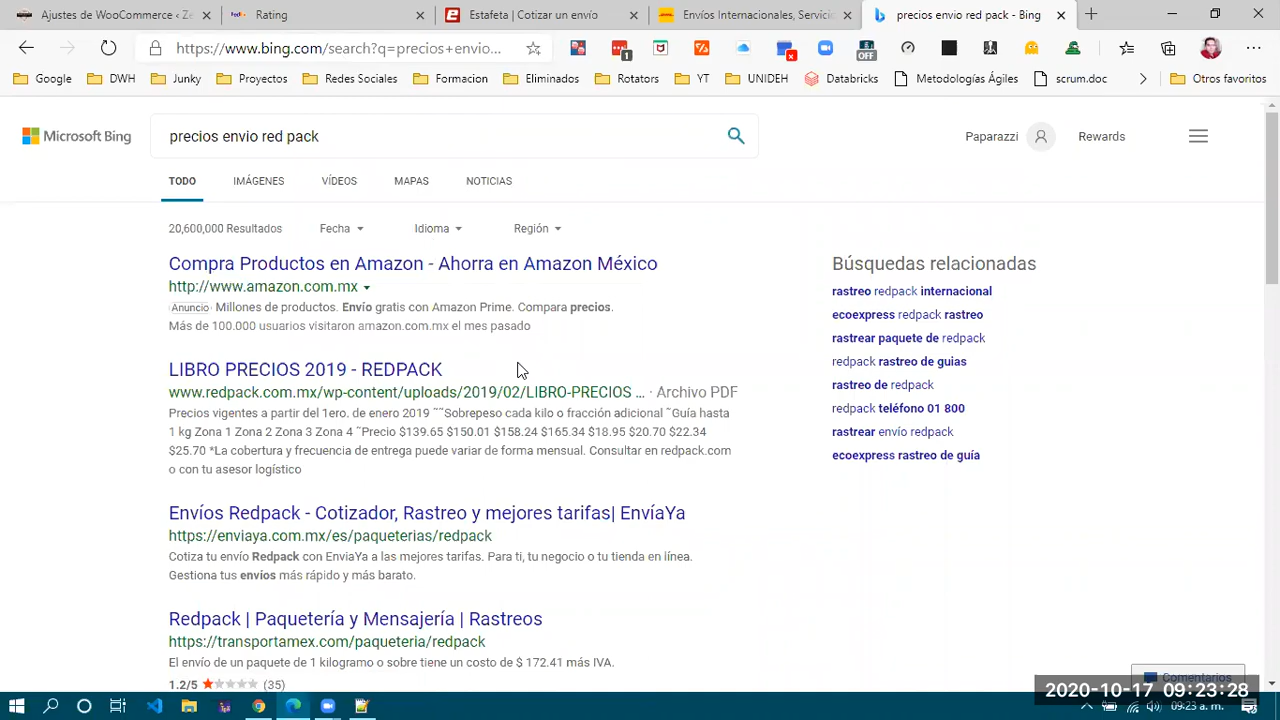 Ajustes de WooCommerce ‹ Ze
Rating
Estafeta | Cotizar un envío
Envíos Internacionales, Servicio
precios envio red pack - Bing
https://www.bing.com/search?q=precios+envio...
1
OFF
Google
DWH
Junky
Proyectos
Redes Sociales
Formacion
Eliminados
Rotators
YT
UNIDEH
Databricks
Metodologías Ágiles
scrum.doc
Otros favoritos
Microsoft Bing
precios envio red pack
Paparazzi
Rewards
TODO
IMÁGENES
VÍDEOS
MAPAS
NOTICIAS
20,600,000 Resultados
Fecha
Idioma
Región
Compra Productos en Amazon - Ahorra en Amazon México
http://www.amazon.com.mx
Anuncio · Millones de productos. Envío gratis con Amazon Prime. Compara precios.
Más de 100.000 usuarios visitaron amazon.com.mx el mes pasado
LIBRO PRECIOS 2019 - REDPACK
www.redpack.com.mx/wp-content/uploads/2019/02/LIBRO-PRECIOS ... · Archivo PDF
Precios vigentes a partir del 1ero. de enero 2019 ˜˜Sobrepeso cada kilo o fracción adicional ˜Guía hasta
1 kg Zona 1 Zona 2 Zona 3 Zona 4 ˜Precio $139.65 $150.01 $158.24 $165.34 $18.95 $20.70 $22.34
$25.70 *La cobertura y frecuencia de entrega puede variar de forma mensual. Consultar en redpack.com
o con tu asesor logístico
Envíos Redpack - Cotizador, Rastreo y mejores tarifas| EnvíaYa
https://enviaya.com.mx/es/paqueterias/redpack
Cotiza tu envío Redpack con EnviaYa a las mejores tarifas. Para ti, tu negocio o tu tienda en línea.
Gestiona tus envíos más rápido y más barato.
Redpack | Paquetería y Mensajería | Rastreos
https://transportamex.com/paqueteria/redpack
El envío de un paquete de 1 kilogramo o sobre tiene un costo de $ 172.41 más IVA.
1.2/5 (35)
Búsquedas relacionadas
rastreo redpack internacional
ecoexpress redpack rastreo
rastrear paquete de redpack
redpack rastreo de guias
rastreo de redpack
redpack teléfono 01 800
rastrear envío redpack
ecoexpress rastreo de guía
Comentarios
2020-10-17 09:23:28
09:23 a. m.